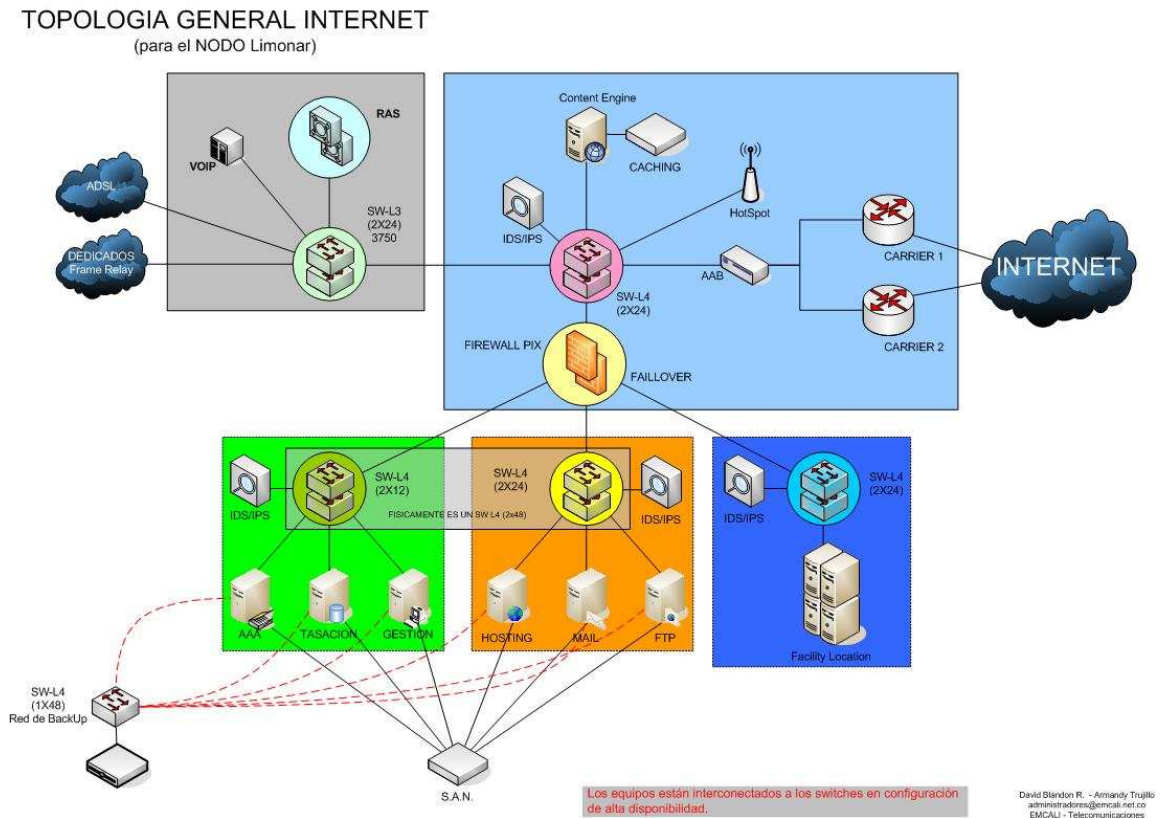 TOPOLOGIA GENERAL INTERNET
(para el NODO Limonar)
RAS
VOIP
ADSL
DEDICADOS
Frame Relay
SW-L3
(2X24)
3750
Content Engine
CACHING
HotSpot
IDS/IPS
SW-L4
(2X24)
AAB
CARRIER 1
CARRIER 2
INTERNET
FIREWALL PIX
FAILLOVER
IDS/IPS
SW-L4
(2X12)
SW-L4
(2X24)
IDS/IPS
FISICAMENTE ES UN SW L4 (2x48)
IDS/IPS
SW-L4
(2X24)
AAA
TASACION
GESTION
HOSTING
MAIL
FTP
Facility Location
SW-L4
(1X48)
Red de BackUp
S.A.N.
Los equipos están interconectados a los switches en configuración
de alta disponibilidad.
David Blandon R. - Armandy Trujillo
administradores@emcali.net.co
EMCALI - Telecomunicaciones